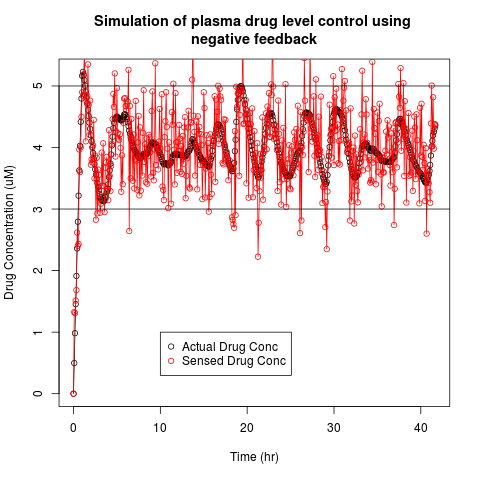 Simulation of plasma drug level control using
negative feedback
Drug Concentration (uM)
5
4
3
2
1
0
Actual Drug Conc
Sensed Drug Conc
0 10 20 30 40
Time (hr)